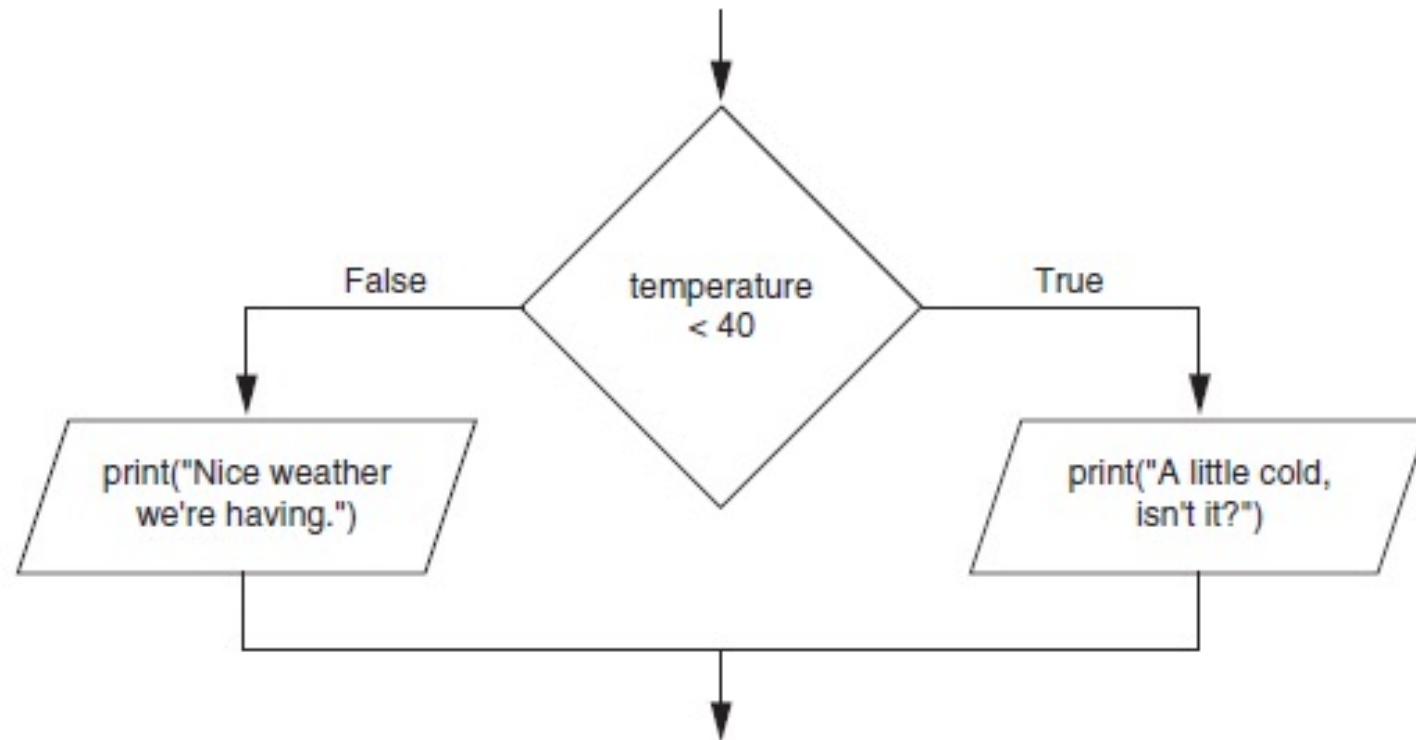 False
temperature
< 40
True
print("Nice weather
we're having.")
print("A little cold,
isn't it?")